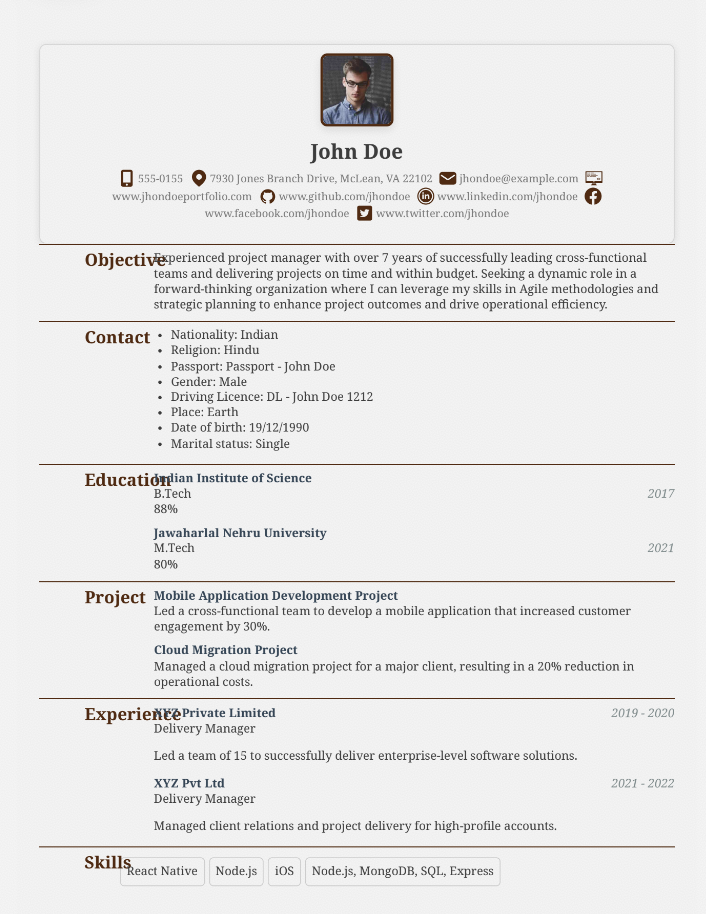 John Doe
555-0155 7930 Jones Branch Drive, McLean, VA 22102 jhondoe@example.com
www.jhondoeportfolio.com www.github.com/jhondoe www.linkedin.com/jhondoe
www.facebook.com/jhondoe www.twitter.com/jhondoe
Objective
Experienced project manager with over 7 years of successfully leading cross-functional
teams and delivering projects on time and within budget. Seeking a dynamic role in a
forward-thinking organization where I can leverage my skills in Agile methodologies and
strategic planning to enhance project outcomes and drive operational efficiency.
Contact
• Nationality: Indian
• Religion: Hindu
• Passport: Passport - John Doe
• Gender: Male
• Driving Licence: DL - John Doe 1212
• Place: Earth
• Date of birth: 19/12/1990
• Marital status: Single
Education
Indian Institute of Science
B.Tech 2017
88%
Jawaharlal Nehru University
M.Tech 2021
80%
Project
Mobile Application Development Project
Led a cross-functional team to develop a mobile application that increased customer
engagement by 30%.
Cloud Migration Project
Managed a cloud migration project for a major client, resulting in a 20% reduction in
operational costs.
Experience
XYZ Private Limited 2019 - 2020
Delivery Manager
Led a team of 15 to successfully deliver enterprise-level software solutions.
XYZ Pvt Ltd 2021 - 2022
Delivery Manager
Managed client relations and project delivery for high-profile accounts.
Skills
React Native Node.js iOS Node.js, MongoDB, SQL, Express